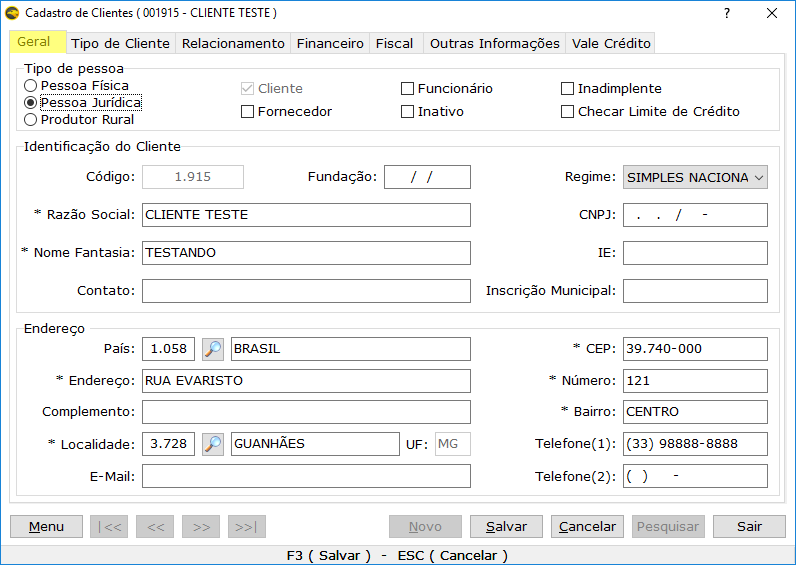 Cadastro de Clientes ( 001915 - CLIENTE TESTE )  ?
Geral Tipo de Cliente Relacionamento Financeiro Fiscal Outras Informações Vale Crédito
Tipo de pessoa
Pessoa Física Cliente Funcionário Inadimplente
Pessoa Jurídica
Fornecedor Inativo Checar Limite de Crédito
Produtor Rural
Identificação do Cliente
Código: 1.915 Fundação: / / Regime: SIMPLES NACIONA
* Razão Social: CLIENTE TESTE CNPJ: . . / -
* Nome Fantasia: TESTANDO IE:
Contato: Inscrição Municipal:
Endereço
País: 1.058 BRASIL * CEP: 39.740-000
* Endereço: RUA EVARISTO * Número: 121
Complemento: * Bairro: CENTRO
* Localidade: 3.728 GUANHÃES UF: MG Telefone(1): (33) 98888-8888
E-Mail: Telefone(2): ( ) -
Menu |<< << >> >>| Novo Salvar Cancelar Pesquisar Sair
F3 ( Salvar ) - ESC ( Cancelar )